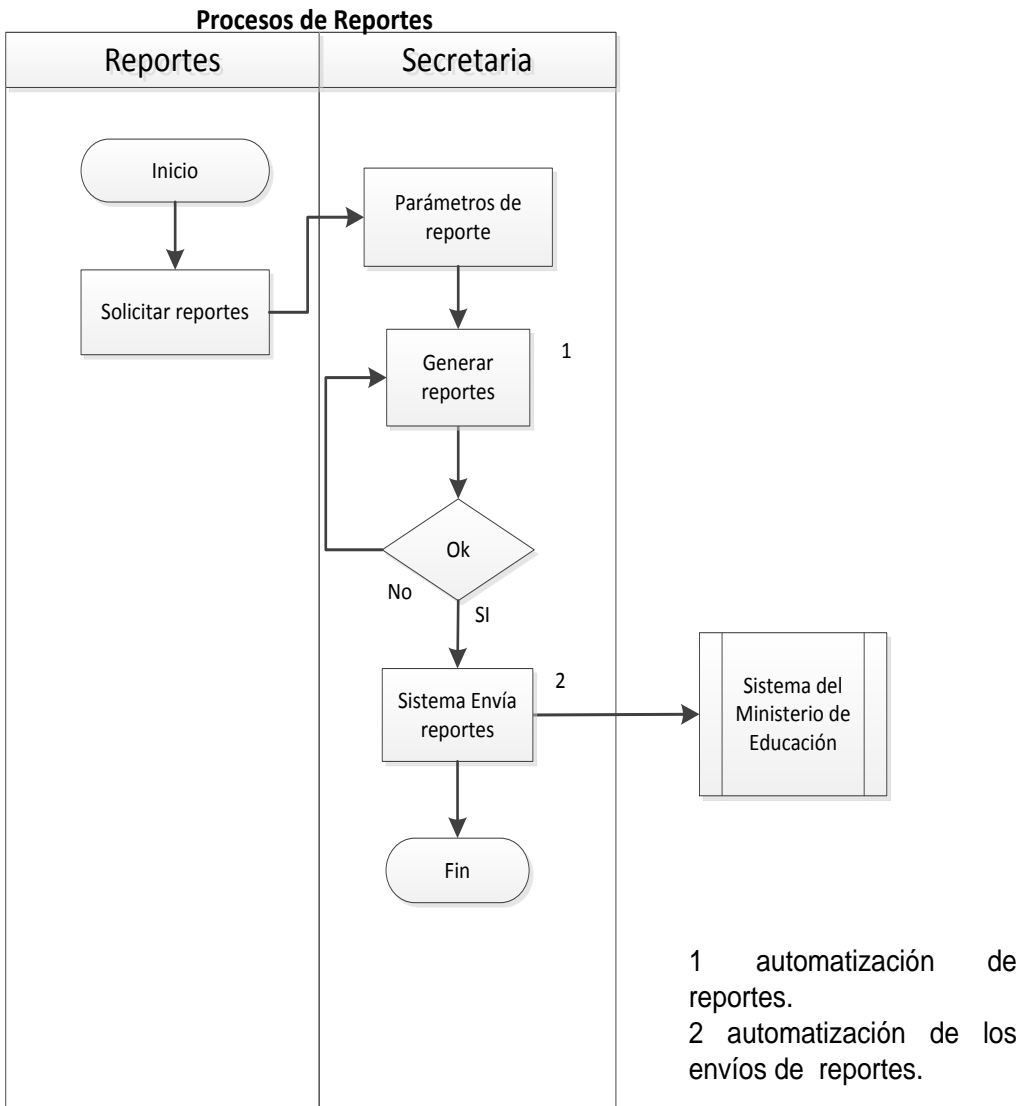 Procesos de Reportes
Reportes
Secretaria
Inicio
Solicitar reportes
Parámetros de
reporte
Generar
reportes
1
Ok
No
SI
Sistema Envía
reportes
2
Sistema del
Ministerio de
Educación
Fin
1 automatización de
reportes.
2 automatización de los
envíos de reportes.